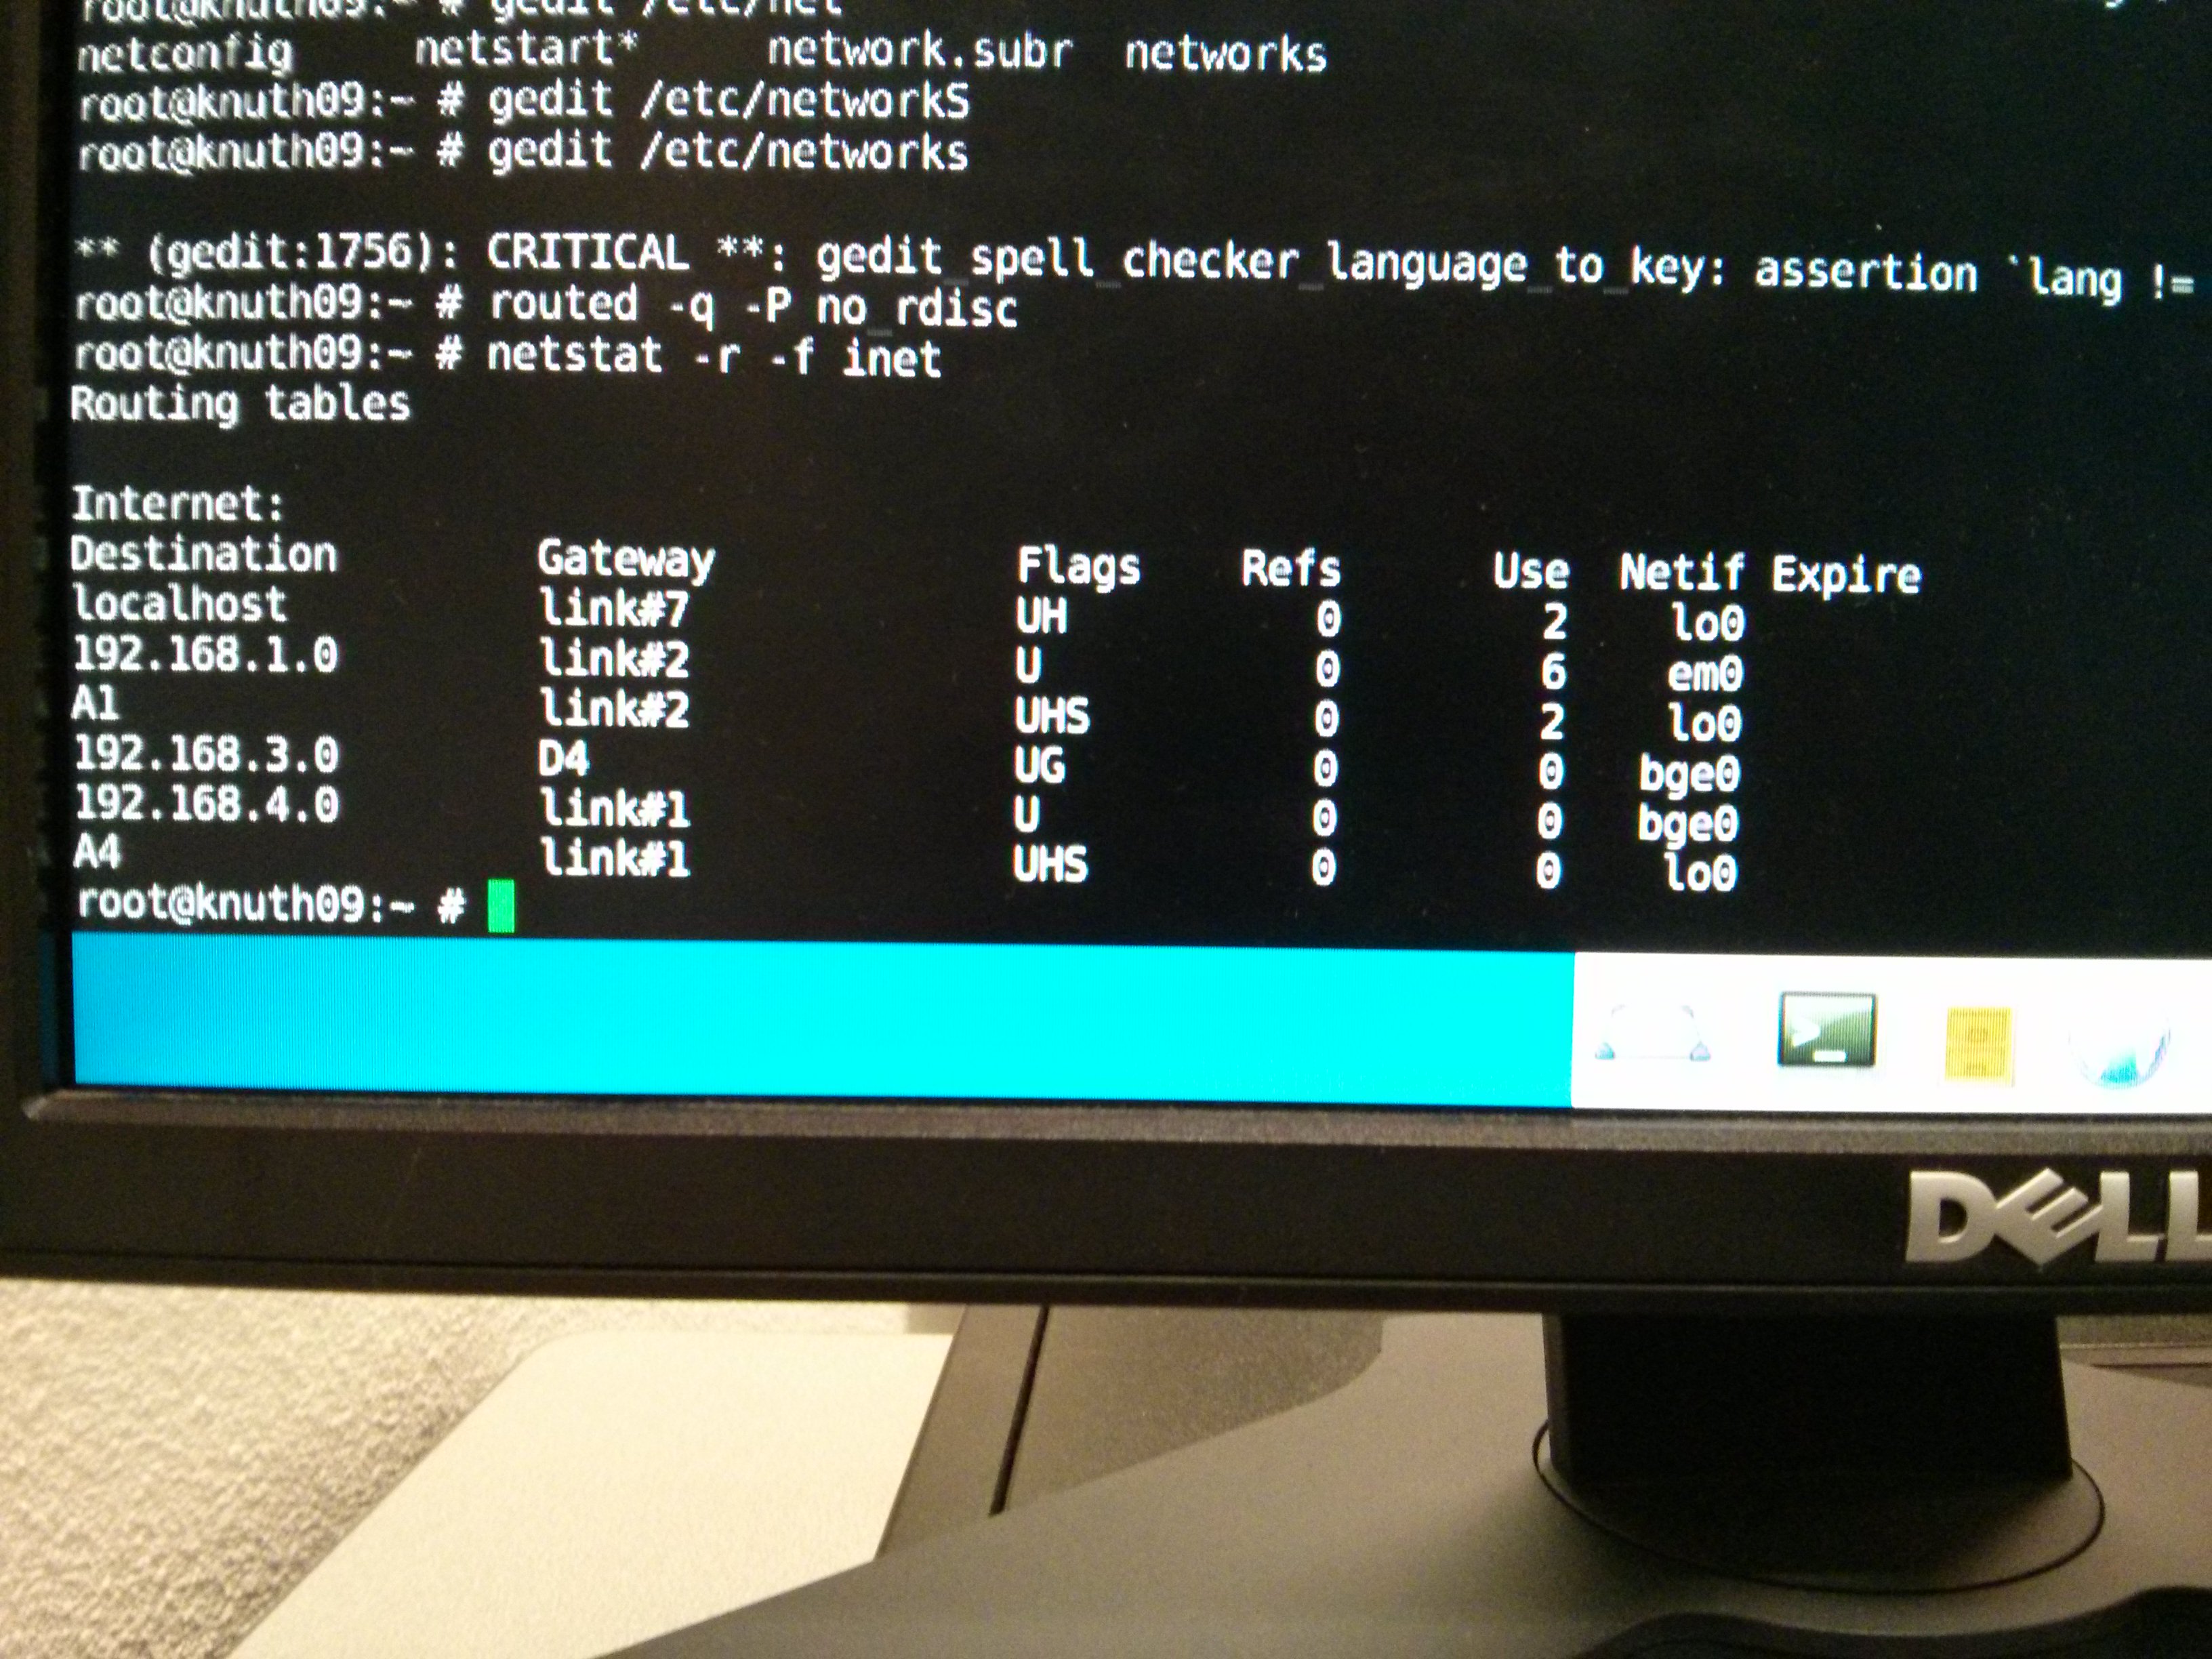 root@knuth09:~ # gedit /etc/net
netconfig netstart* network.subr networks
root@knuth09:~ # gedit /etc/networkS
root@knuth09:~ # gedit /etc/networks
** (gedit:1756): CRITICAL **: gedit_spell_checker_language_to_key: assertion `lang !=
root@knuth09:~ # routed -q -P no_rdisc
root@knuth09:~ # netstat -r -f inet
Routing tables
Internet:
Destination Gateway Flags Refs Use Netif Expire
localhost link#7 UH 0 2 lo0
192.168.1.0 link#2 U 0 6 em0
A1 link#2 UHS 0 2 lo0
192.168.3.0 D4 UG 0 0 bge0
192.168.4.0 link#1 U 0 0 bge0
A4 link#1 UHS 0 0 lo0
root@knuth09:~ #
DELL